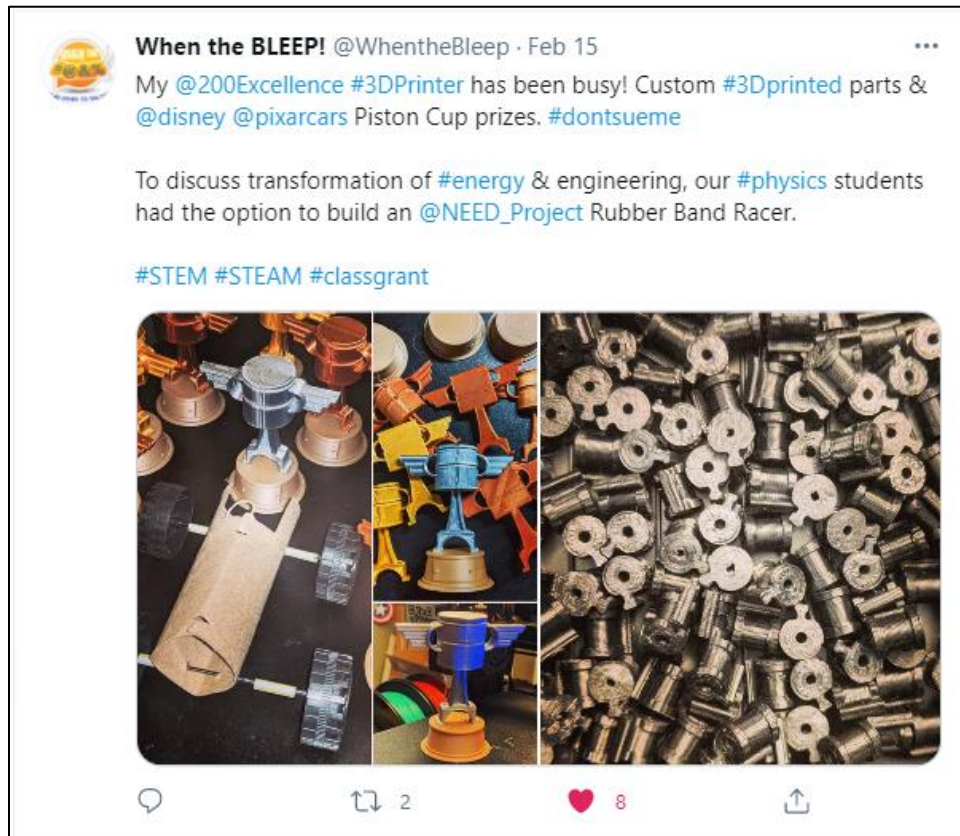 When the BLEEP! @WhentheBleep · Feb 15
My @200Excellence #3DPrinter has been busy! Custom #3Dprinted parts &
@disney @pixarcars Piston Cup prizes. #dontsueme
To discuss transformation of #energy & engineering, our #physics students
had the option to build an @NEED_Project Rubber Band Racer.
#STEM #STEAM #classgrant
2
8